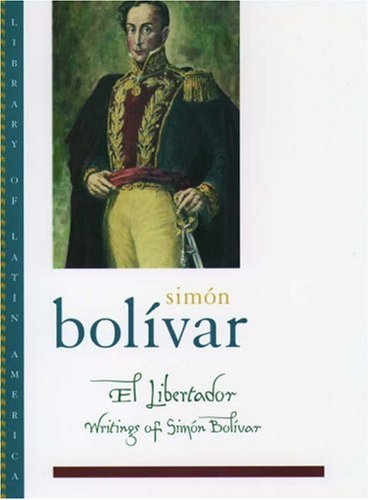 LIBRARY OF LATIN AMERICA
simón
bolívar
El Libertador
Writings of Simón Bolívar